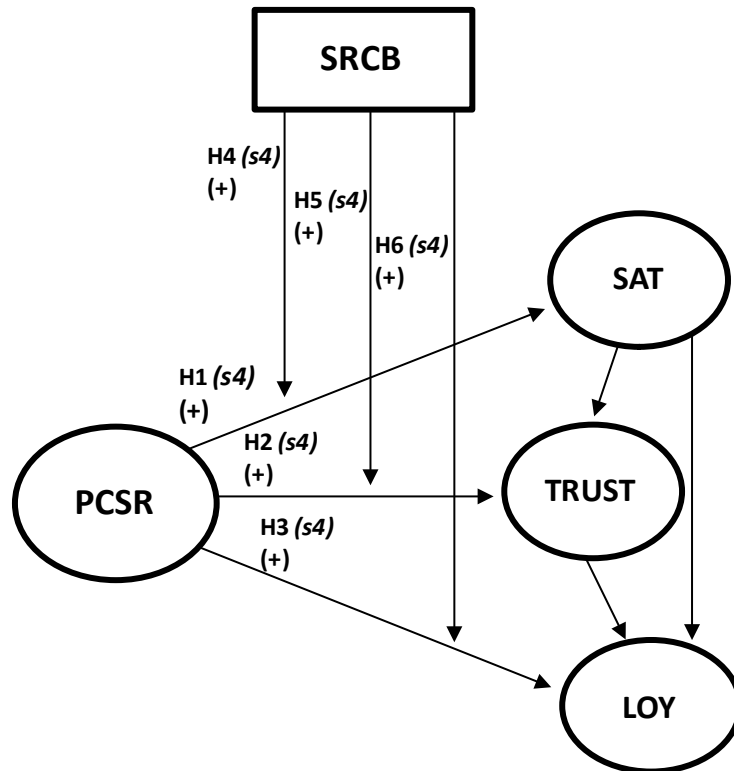 SRCB
H4 (s4)
(+)
H5 (s4)
(+)
H6 (s4)
(+)
SAT
H1 (s4)
(+)
H2 (s4)
(+)
PCSR
TRUST
H3 (s4)
(+)
LOY